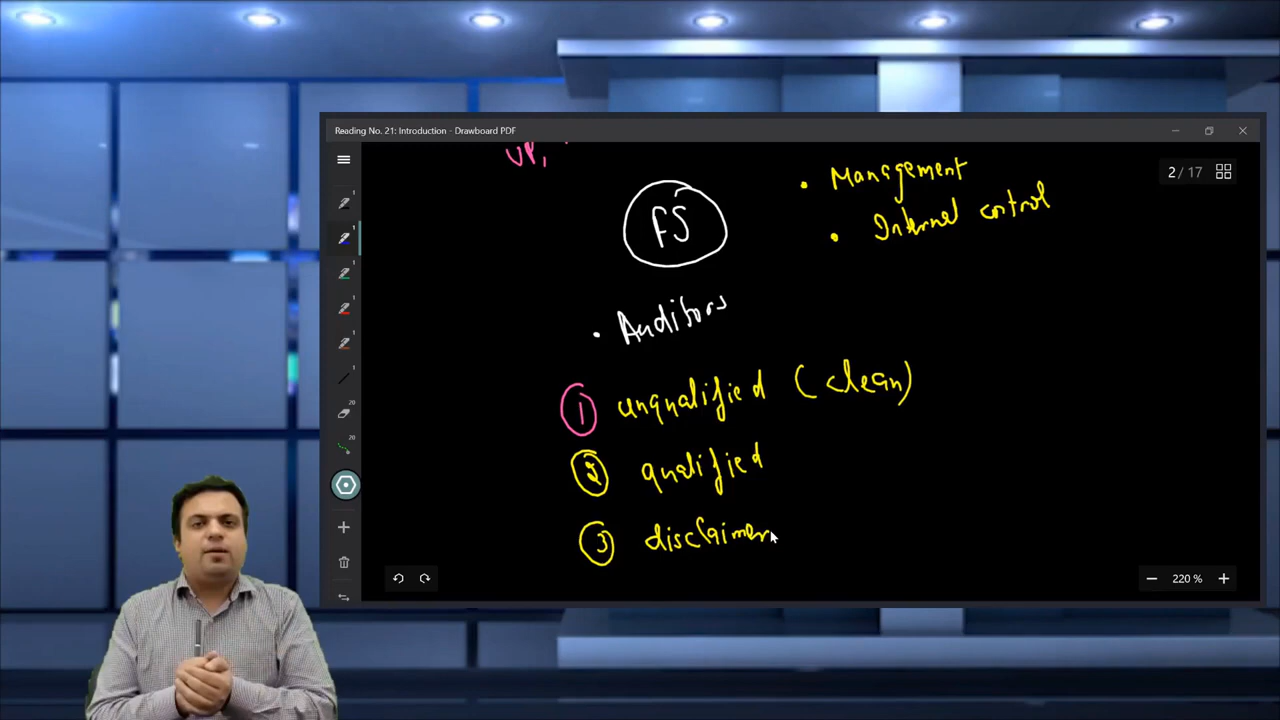 Reading No. 21: Introduction - Drawboard PDF
2 / 17
• Management
• Internal control
FS
• Auditors
① unqualified (clean)
② qualified
③ disclaimer
220 %